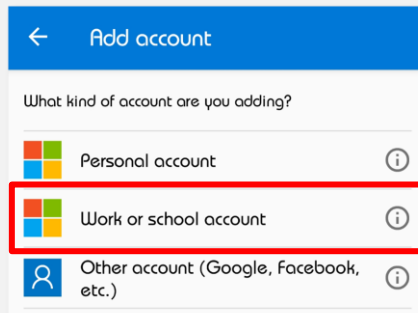 Add account
What kind of account are you adding?
Personal account
Work or school account
Other account (Google, Facebook,
etc.)